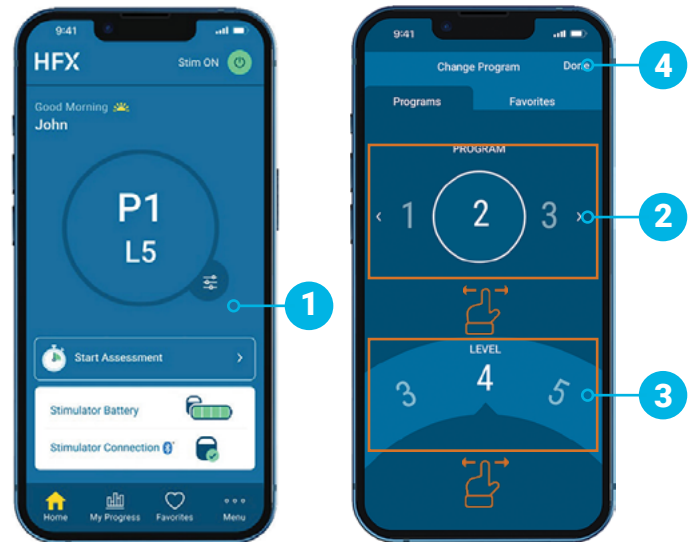 9:41
HFX
Stim ON
Good Morning
John
P1
L5
1
Start Assessment
Stimulator Battery
Stimulator Connection
Home
My Progress
Favorites
Menu
9:41
Change Program
Done
4
Programs
Favorites
PROGRAM
1 2 3
2
LEVEL
3 4 5
3